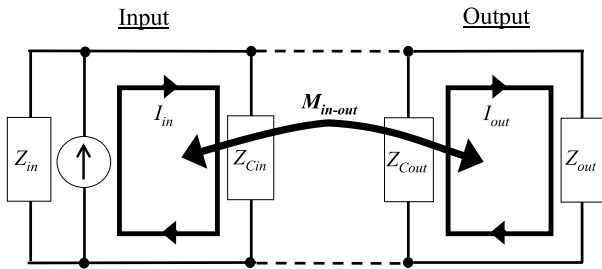 Input
Output
I_in
M_in-out
I_out
Z_in
Z_Cin
Z_Cout
Z_out